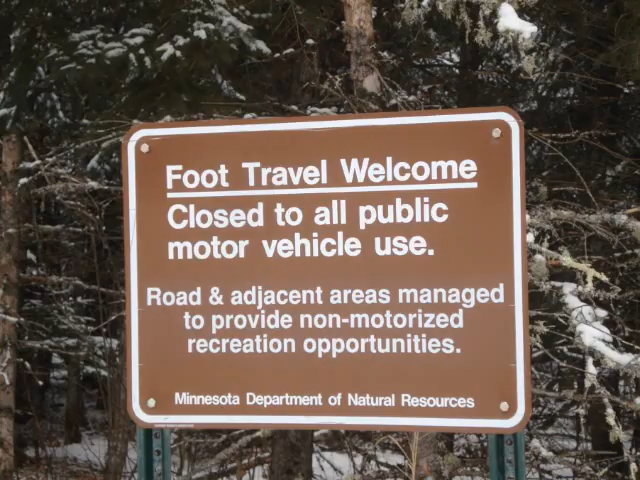 Foot Travel Welcome
Closed to all public
motor vehicle use.
Road & adjacent areas managed
to provide non-motorized
recreation opportunities.
Minnesota Department of Natural Resources